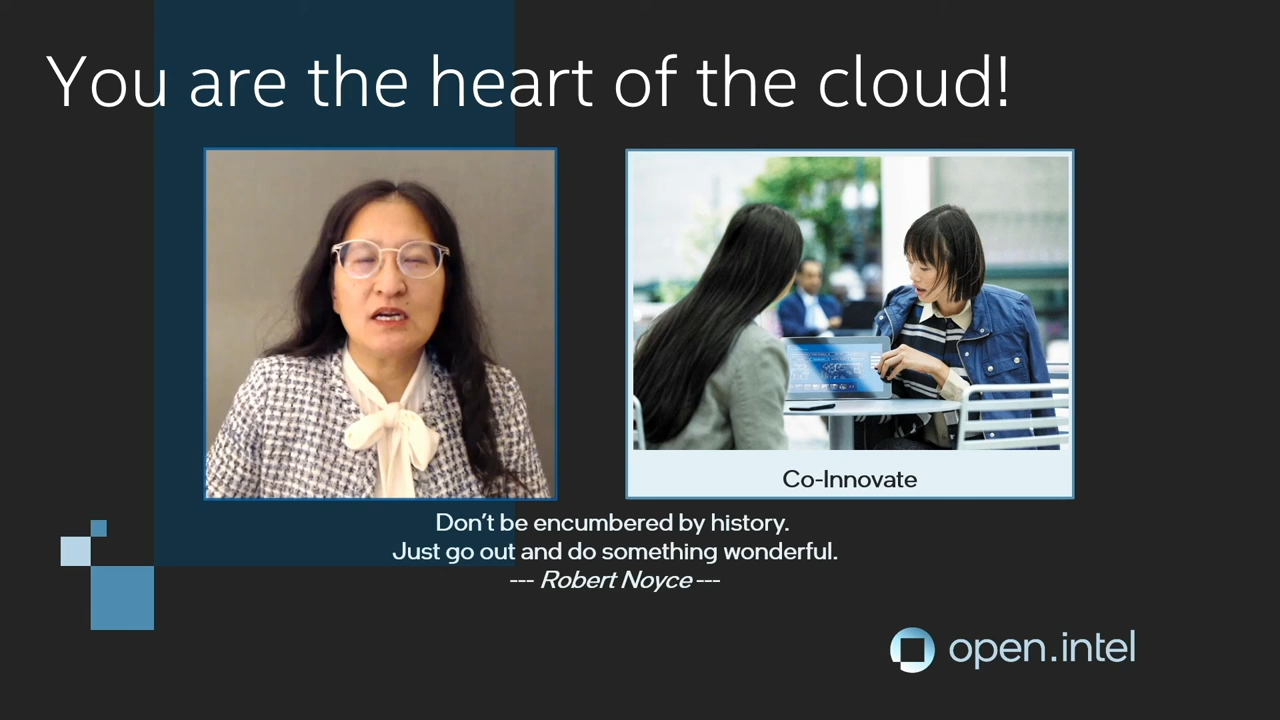 You are the heart of the cloud!
Co-Innovate
Don't be encumbered by history.
Just go out and do something wonderful.
--- Robert Noyce ---
open.intel